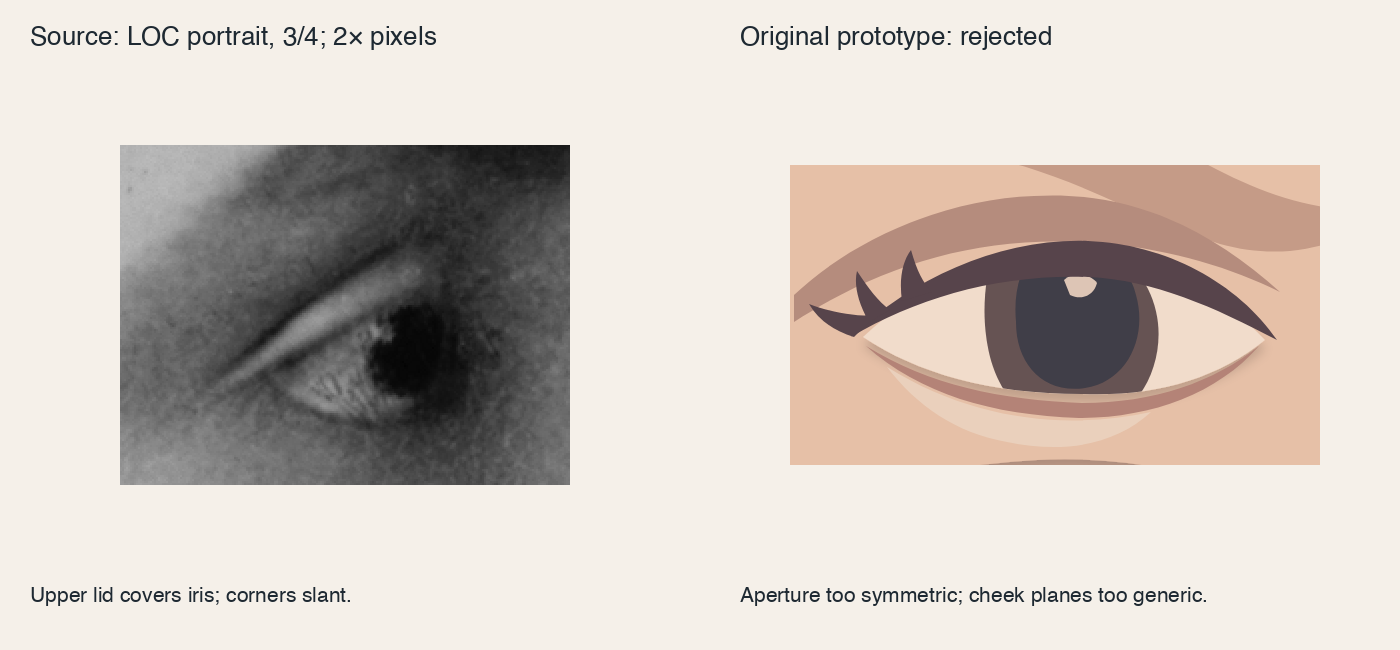 Source: LOC portrait, 3/4; 2× pixels
Original prototype: rejected
Upper lid covers iris; corners slant.
Aperture too symmetric; cheek planes too generic.